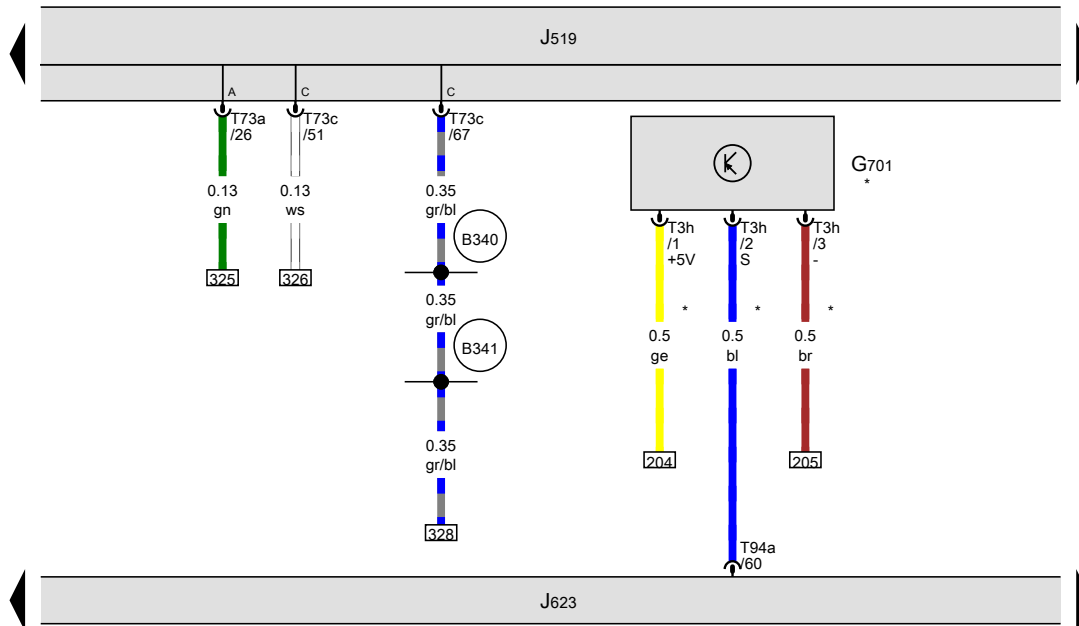 J519
A
C
C
T73a
/26
T73c
/51
T73c
/67
G701
*
0.13
gn
0.13
ws
0.35
gr/bl
B340
T3h
/1
+5V
T3h
/2
S
T3h
/3
-
325
326
0.35
gr/bl
B341
*
*
*
0.5
ge
0.5
bl
0.5
br
0.35
gr/bl
204
205
328
T94a
/60
J623